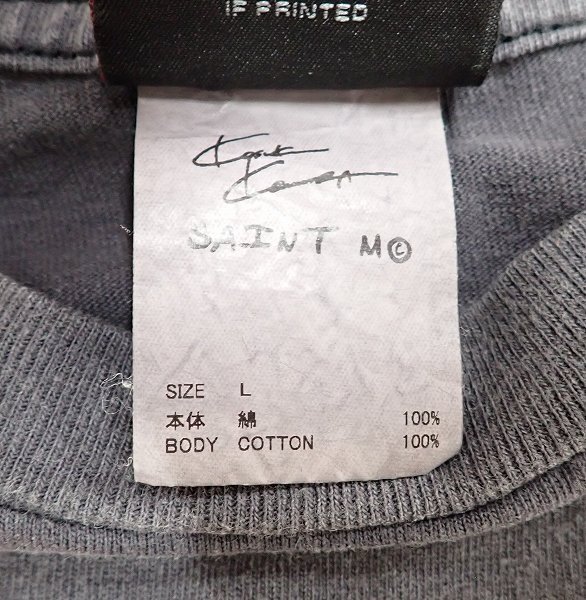 IF PRINTED
SAINT M©
SIZE L
本体 綿 100%
BODY COTTON 100%